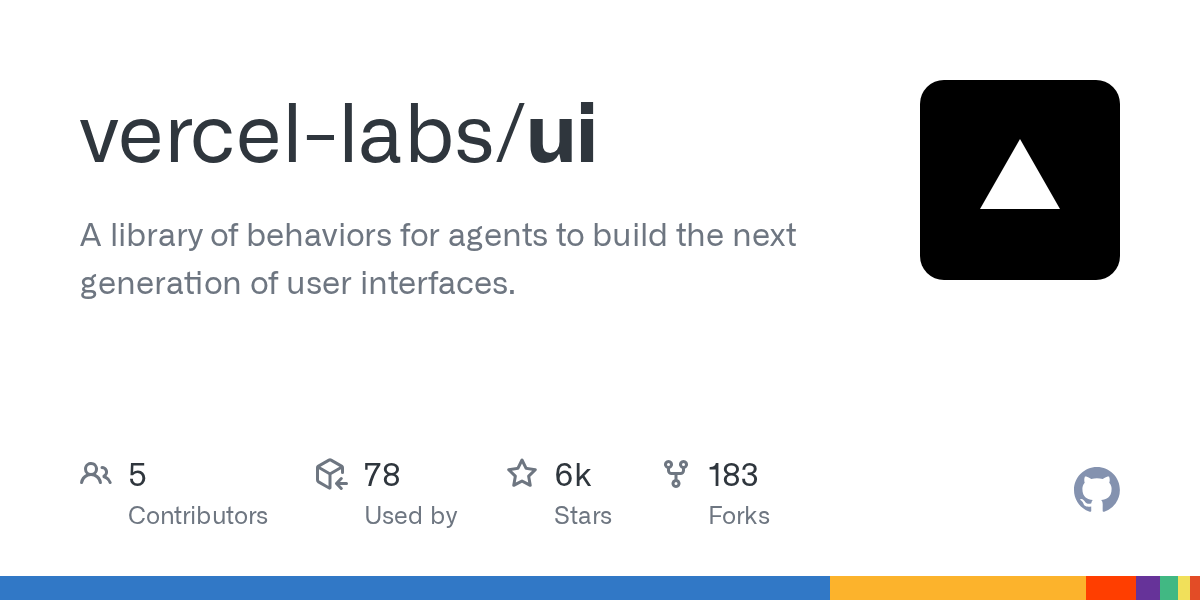 vercel-labs/ui
A library of behaviors for agents to build the next
generation of user interfaces.
5
Contributors
78
Used by
6k
Stars
183
Forks